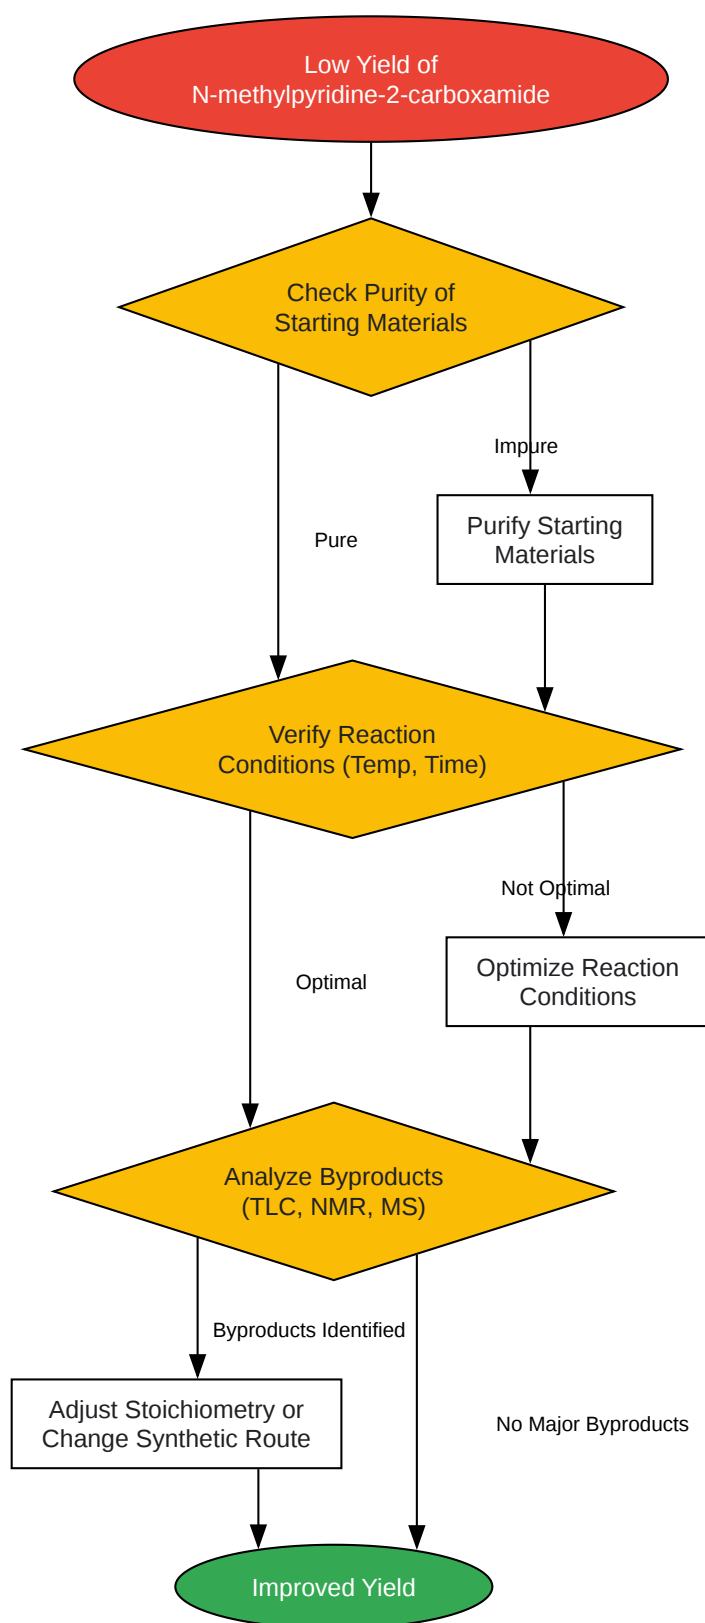 Low Yield of
N-methylpyridine-2-carboxamide
Check Purity of
Starting Materials
Impure
Purify Starting
Materials
Pure
Verify Reaction
Conditions (Temp, Time)
Not Optimal
Optimize Reaction
Conditions
Optimal
Analyze Byproducts
(TLC, NMR, MS)
Byproducts Identified
Adjust Stoichiometry or
Change Synthetic Route
No Major Byproducts
Improved Yield